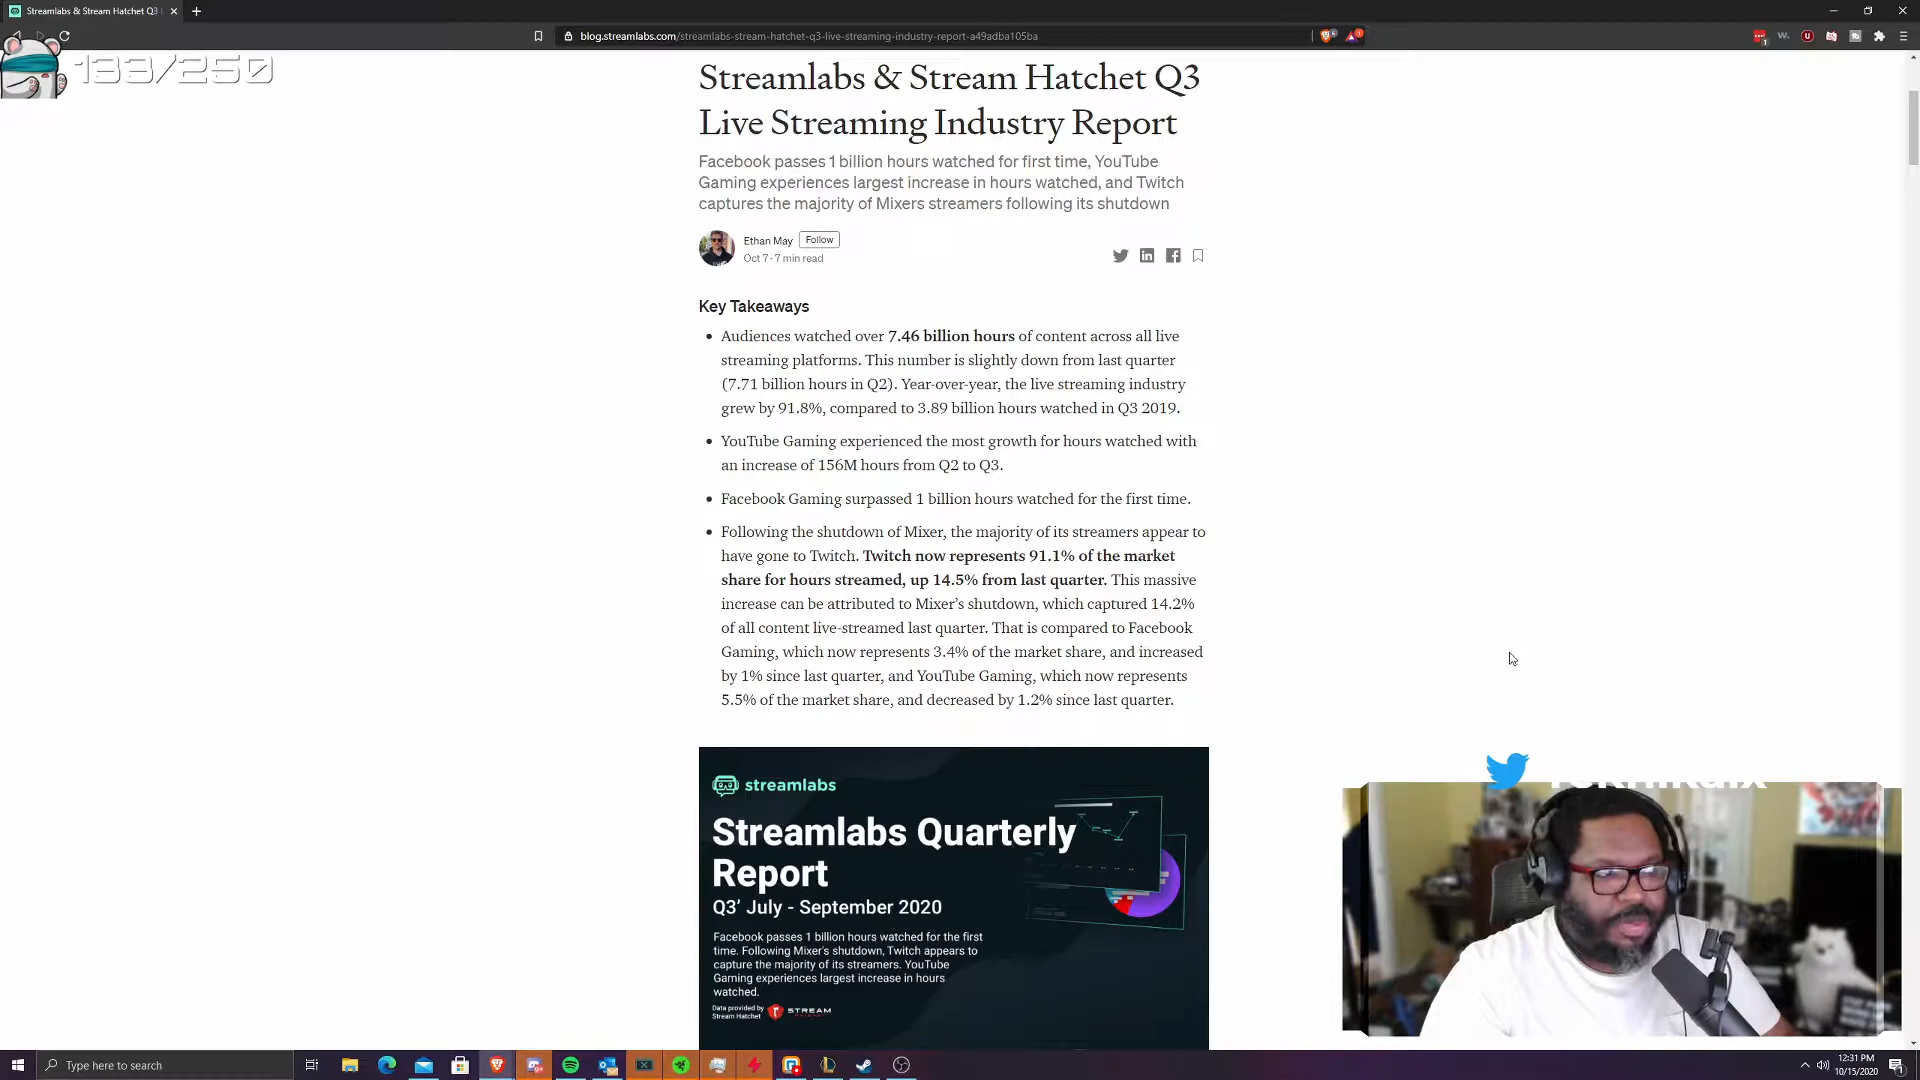 Streamlabs & Stream Hatchet Q3
blog.streamlabs.com/streamlabs-stream-hatchet-q3-live-streaming-industry-report-a49adba105ba
133/250
Streamlabs & Stream Hatchet Q3
Live Streaming Industry Report
Facebook passes 1 billion hours watched for first time, YouTube
Gaming experiences largest increase in hours watched, and Twitch
captures the majority of Mixers streamers following its shutdown
Ethan May Follow
Oct 7 · 7 min read
Key Takeaways
• Audiences watched over 7.46 billion hours of content across all live
streaming platforms. This number is slightly down from last quarter
(7.71 billion hours in Q2). Year-over-year, the live streaming industry
grew by 91.8%, compared to 3.89 billion hours watched in Q3 2019.
• YouTube Gaming experienced the most growth for hours watched with
an increase of 156M hours from Q2 to Q3.
• Facebook Gaming surpassed 1 billion hours watched for the first time.
• Following the shutdown of Mixer, the majority of its streamers appear to
have gone to Twitch. Twitch now represents 91.1% of the market
share for hours streamed, up 14.5% from last quarter. This massive
increase can be attributed to Mixer’s shutdown, which captured 14.2%
of all content live-streamed last quarter. That is compared to Facebook
Gaming, which now represents 3.4% of the market share, and increased
by 1% since last quarter, and YouTube Gaming, which now represents
5.5% of the market share, and decreased by 1.2% since last quarter.
streamlabs
Streamlabs Quarterly
Report
Q3’ July - September 2020
Facebook passes 1 billion hours watched for the first
time. Following Mixer's shutdown, Twitch appears to
capture the majority of its streamers. YouTube
Gaming experiences largest increase in hours
watched.
Data provided by
Stream Hatchet
STREAM
Type here to search
12:31 PM
10/15/2020